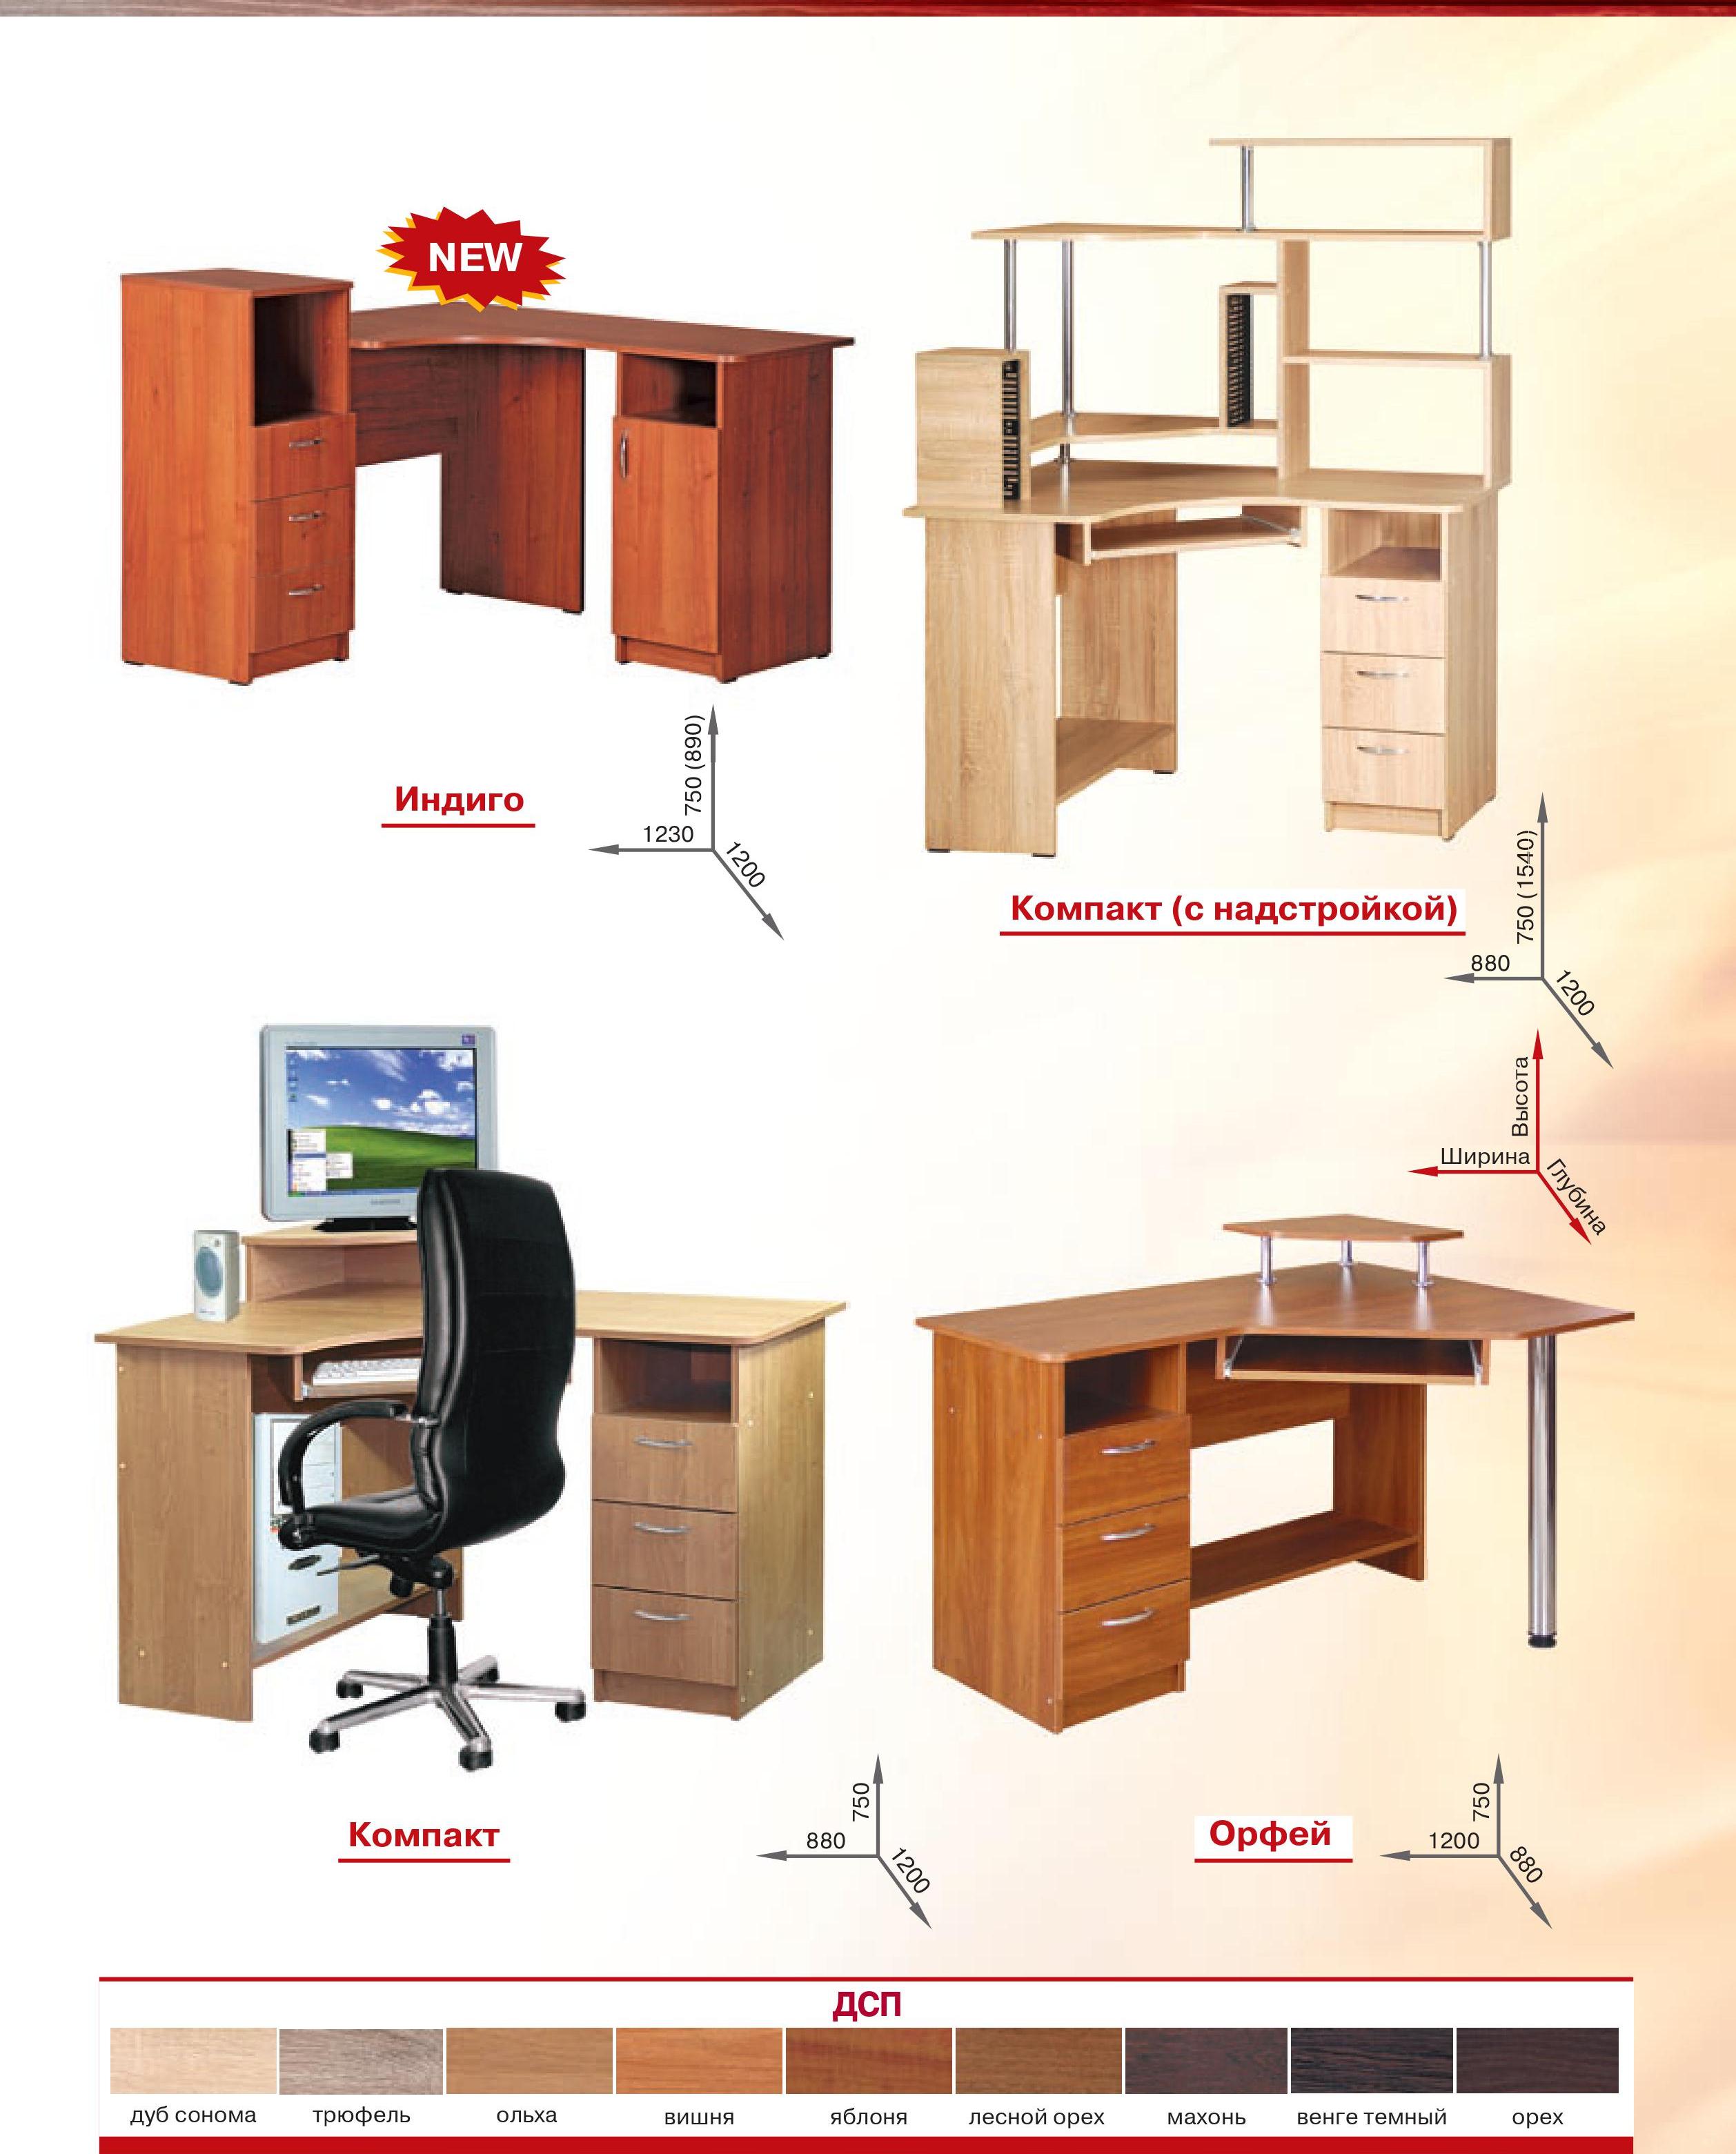 NEW
Индиго
750 (890)
1230
1200
Компакт (с надстройкой)
750 (1540)
880
1200
Высота
Ширина
Глубина
Компакт
750
880
1200
Орфей
750
1200
880
ДСП
дуб сонома
трюфель
ольха
вишня
яблоня
лесной орех
махонь
венге темный
орех